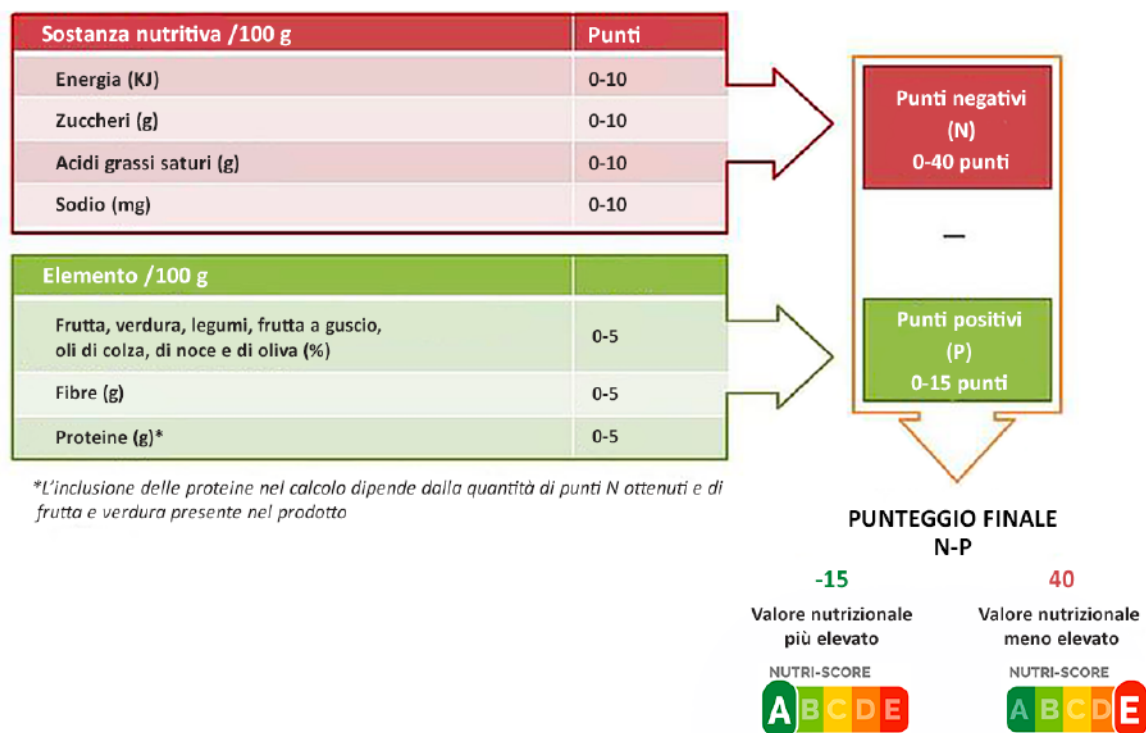 Sostanza nutritiva /100 g Punti
Energia (KJ) 0-10
Zuccheri (g) 0-10
Acidi grassi saturi (g) 0-10
Sodio (mg) 0-10
Punti negativi
(N)
0-40 punti
—
Elemento /100 g
Frutta, verdura, legumi, frutta a guscio,
oli di colza, di noce e di oliva (%) 0-5
Fibre (g) 0-5
Proteine (g)* 0-5
Punti positivi
(P)
0-15 punti
*L'inclusione delle proteine nel calcolo dipende dalla quantità di punti N ottenuti e di
frutta e verdura presente nel prodotto
PUNTEGGIO FINALE
N-P
-15
Valore nutrizionale
più elevato
NUTRI-SCORE
A B C D E
40
Valore nutrizionale
meno elevato
NUTRI-SCORE
A B C D E